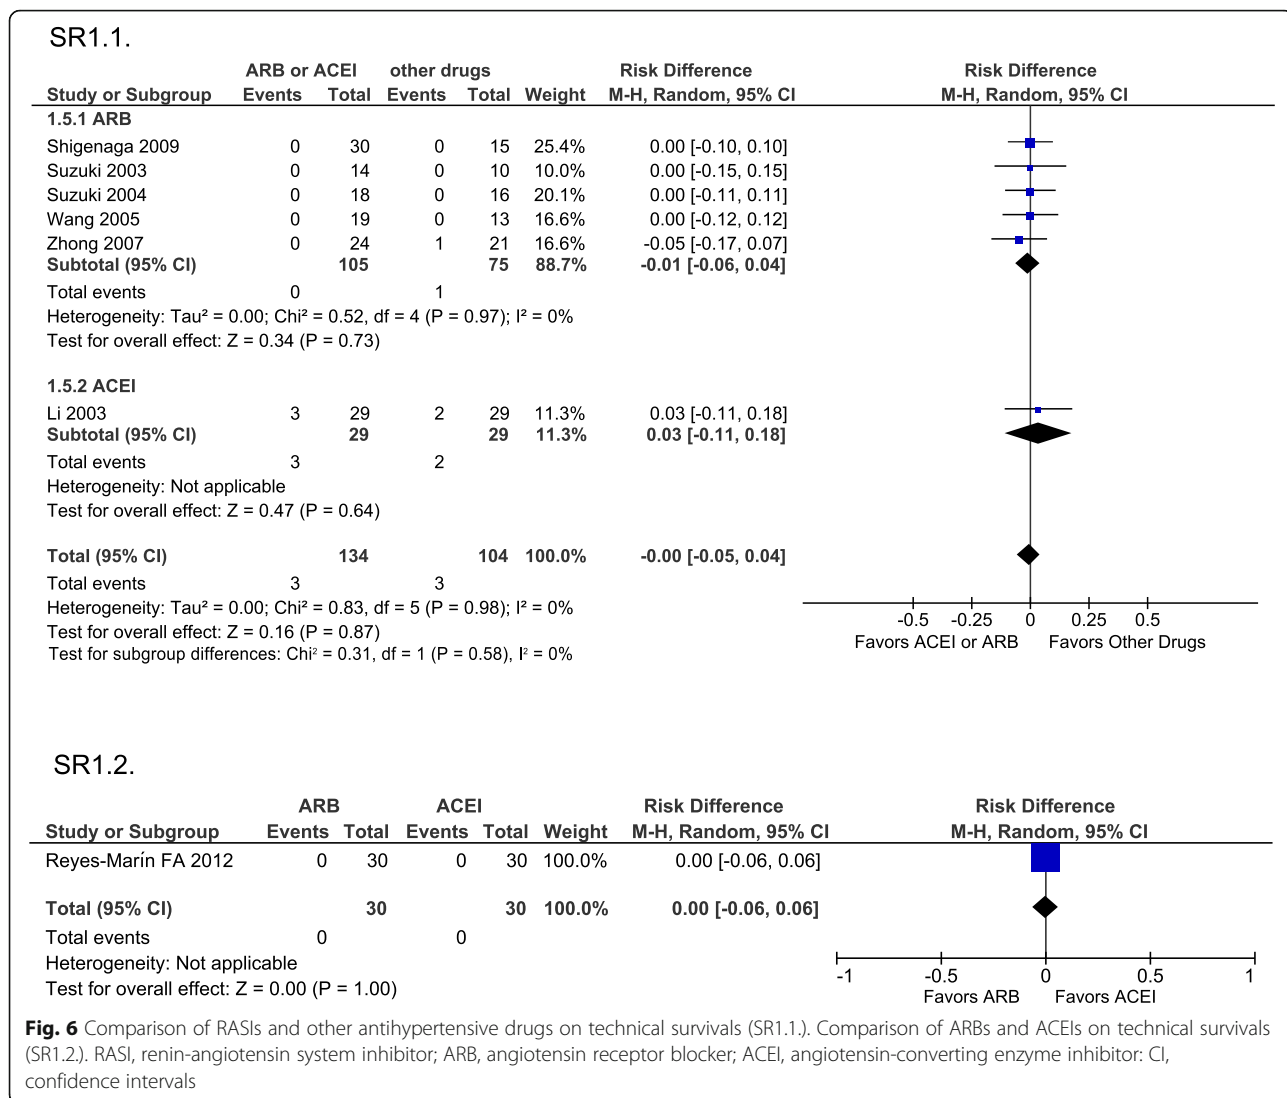 SR1.1.
ARB or ACEI other drugs Risk Difference Risk Difference
Study or Subgroup Events Total Events Total Weight M-H, Random, 95% CI M-H, Random, 95% CI
1.5.1 ARB
Shigenaga 2009 0 30 0 15 25.4% 0.00 [-0.10, 0.10]
Suzuki 2003 0 14 0 10 10.0% 0.00 [-0.15, 0.15]
Suzuki 2004 0 18 0 16 20.1% 0.00 [-0.11, 0.11]
Wang 2005 0 19 0 13 16.6% 0.00 [-0.12, 0.12]
Zhong 2007 0 24 1 21 16.6% -0.05 [-0.17, 0.07]
Subtotal (95% CI) 105 75 88.7% -0.01 [-0.06, 0.04]
Total events 0 1
Heterogeneity: Tau² = 0.00; Chi² = 0.52, df = 4 (P = 0.97); I² = 0%
Test for overall effect: Z = 0.34 (P = 0.73)
1.5.2 ACEI
Li 2003 3 29 2 29 11.3% 0.03 [-0.11, 0.18]
Subtotal (95% CI) 29 29 11.3% 0.03 [-0.11, 0.18]
Total events 3 2
Heterogeneity: Not applicable
Test for overall effect: Z = 0.47 (P = 0.64)
Total (95% CI) 134 104 100.0% -0.00 [-0.05, 0.04]
Total events 3 3
Heterogeneity: Tau² = 0.00; Chi² = 0.83, df = 5 (P = 0.98); I² = 0%
Test for overall effect: Z = 0.16 (P = 0.87)
Test for subgroup differences: Chi² = 0.31, df = 1 (P = 0.58), I² = 0%
-0.5 -0.25 0 0.25 0.5
Favors ACEI or ARB Favors Other Drugs
SR1.2.
ARB ACEI Risk Difference Risk Difference
Study or Subgroup Events Total Events Total Weight M-H, Random, 95% CI M-H, Random, 95% CI
Reyes-Marín FA 2012 0 30 0 30 100.0% 0.00 [-0.06, 0.06]
Total (95% CI) 30 30 100.0% 0.00 [-0.06, 0.06]
Total events 0 0
Heterogeneity: Not applicable
Test for overall effect: Z = 0.00 (P = 1.00)
-1 -0.5 0 0.5 1
Favors ARB Favors ACEI
Fig. 6 Comparison of RASIs and other antihypertensive drugs on technical survivals (SR1.1.). Comparison of ARBs and ACEIs on technical survivals
(SR1.2.). RASI, renin-angiotensin system inhibitor; ARB, angiotensin receptor blocker; ACEI, angiotensin-converting enzyme inhibitor: CI,
confidence intervals